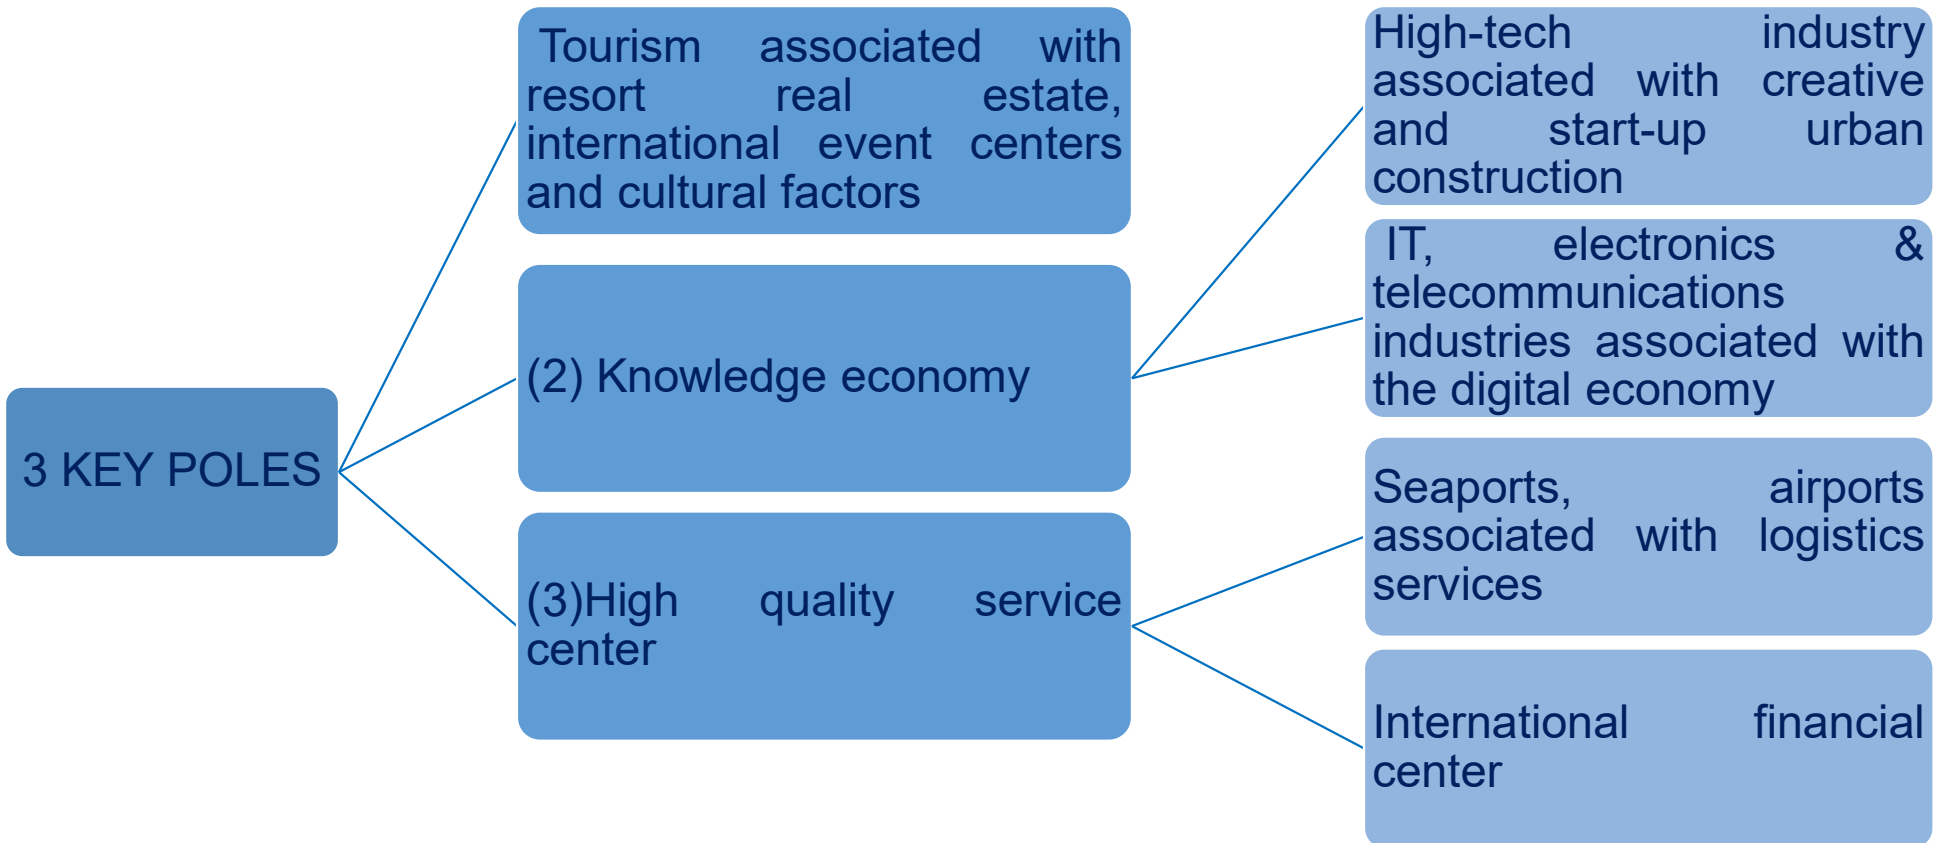 3 KEY POLES
Tourism associated with
resort real estate,
international event centers
and cultural factors
(2) Knowledge economy
(3)High quality service
center
High-tech industry
associated with creative
and start-up urban
construction
IT, electronics &
telecommunications
industries associated with
the digital economy
Seaports, airports
associated with logistics
services
International financial
center